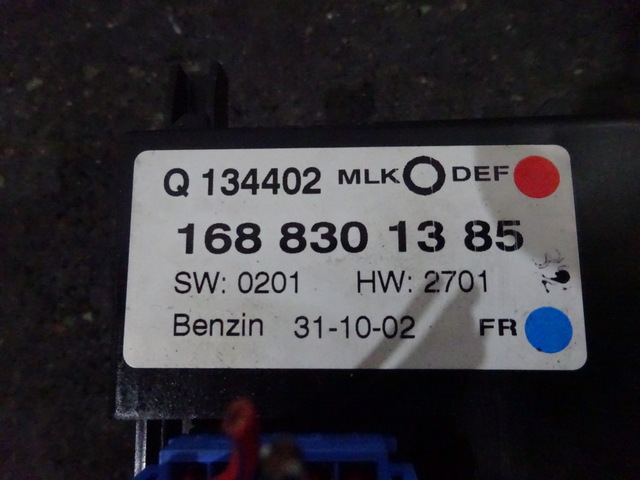 Q 134402 MLK DEF
168 830 13 85
SW: 0201 HW: 2701
Benzin 31-10-02 FR